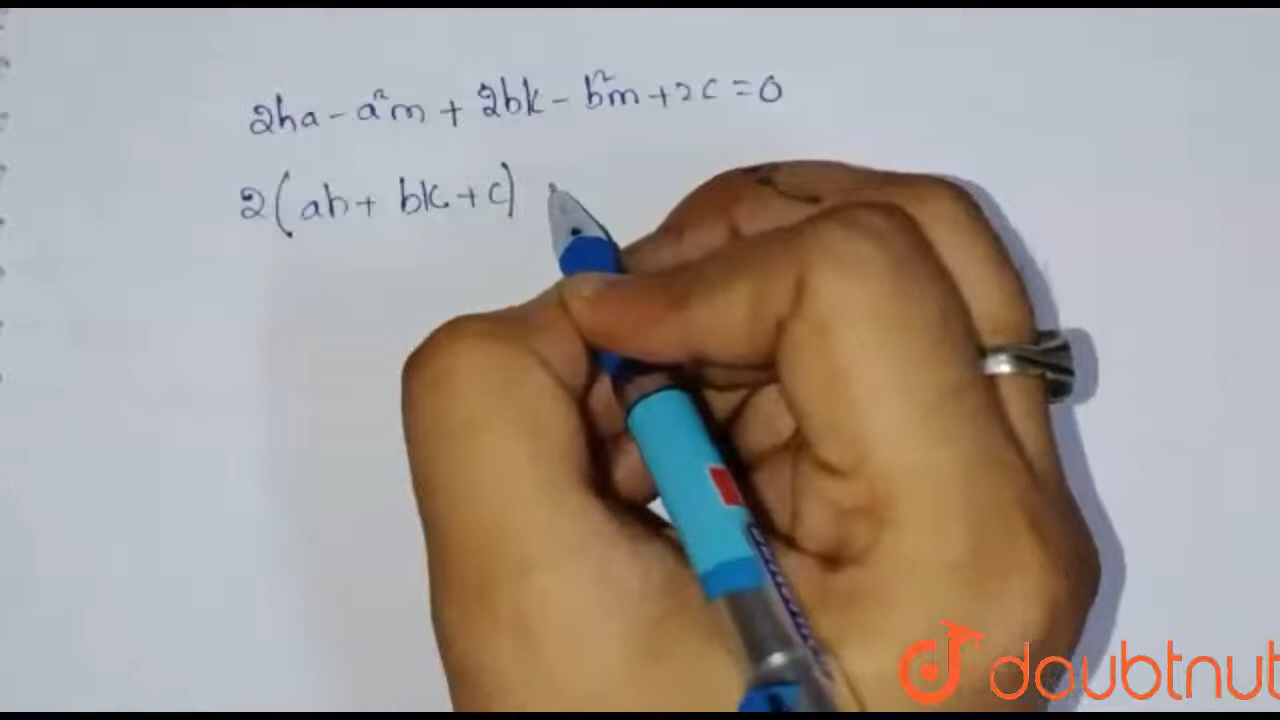 2ha - a²m + 2bk - b²m + 2c = 0
2(ah + bk + c)
doubtnut